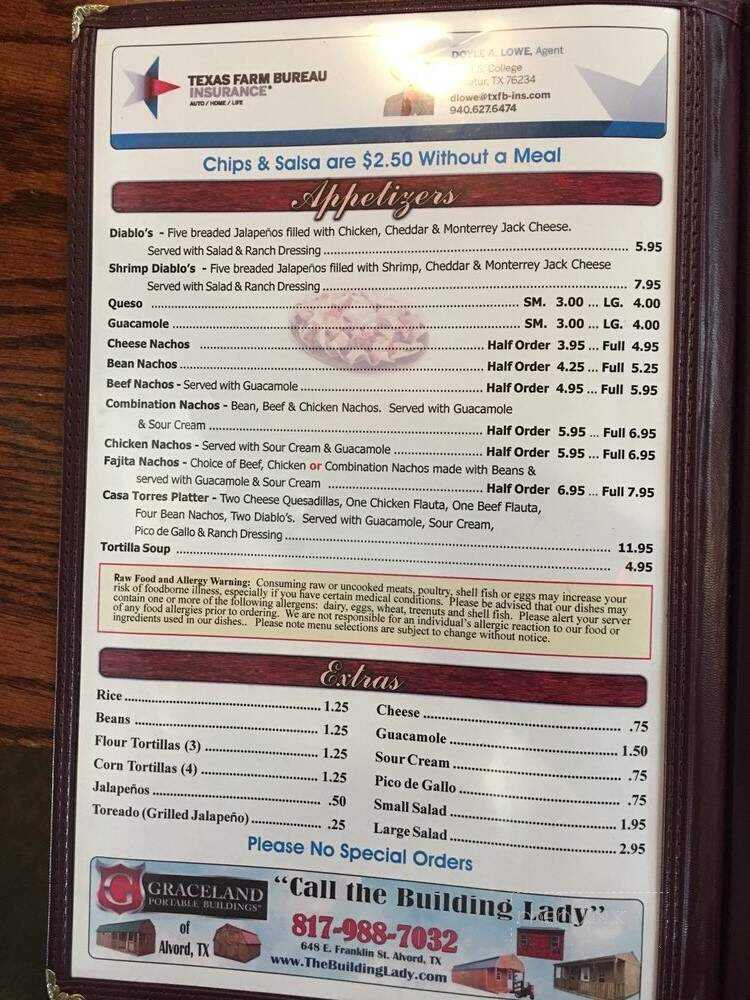 TEXAS FARM BUREAU
INSURANCE®
AUTO / HOME / LIFE
DOYLE A. LOWE, Agent
S. College
TX 76234
dlowe@txfb-ins.com
940.627.6474
Chips & Salsa are $2.50 Without a Meal
Appetizers
Diablo's - Five breaded Jalapeños filled with Chicken, Cheddar & Monterrey Jack Cheese.
Served with Salad & Ranch Dressing 5.95
Shrimp Diablo's - Five breaded Jalapeños filled with Shrimp, Cheddar & Monterrey Jack Cheese
Served with Salad & Ranch Dressing 7.95
Queso SM. 3.00 ... LG. 4.00
Guacamole SM. 3.00 ... LG. 4.00
Cheese Nachos Half Order 3.95 ... Full 4.95
Bean Nachos Half Order 4.25 ... Full 5.25
Beef Nachos - Served with Guacamole Half Order 4.95 ... Full 5.95
Combination Nachos - Bean, Beef & Chicken Nachos. Served with Guacamole
& Sour Cream Half Order 5.95 ... Full 6.95
Chicken Nachos - Served with Sour Cream & Guacamole Half Order 5.95 ... Full 6.95
Fajita Nachos - Choice of Beef, Chicken or Combination Nachos made with Beans &
served with Guacamole & Sour Cream Half Order 6.95 ... Full 7.95
Casa Torres Platter - Two Cheese Quesadillas, One Chicken Flauta, One Beef Flauta,
Four Bean Nachos, Two Diablo's. Served with Guacamole, Sour Cream,
Pico de Gallo & Ranch Dressing 11.95
Tortilla Soup 4.95
Raw Food and Allergy Warning: Consuming raw or uncooked meats, poultry, shell fish or eggs may increase your
risk of foodborne illness, especially if you have certain medical conditions. Please be advised that our dishes may
contain one or more of the following allergens: dairy, eggs, wheat, treenuts and shell fish. Please alert your server
of any food allergies prior to ordering. We are not responsible for an individual's allergic reaction to our food or
ingredients used in our dishes.. Please note menu selections are subject to change without notice.
Extras
Rice 1.25
Beans 1.25
Flour Tortillas (3) 1.25
Corn Tortillas (4) 1.25
Jalapeños .50
Toreado (Grilled Jalapeño) .25
Cheese .75
Guacamole 1.50
Sour Cream .75
Pico de Gallo .75
Small Salad 1.95
Large Salad 2.95
Please No Special Orders
G GRACELAND
PORTABLE BUILDINGS®
of
Alvord, TX
"Call the Building Lady"
817-988-7032
648 E. Franklin St. Alvord, TX
www.TheBuildingLady.com